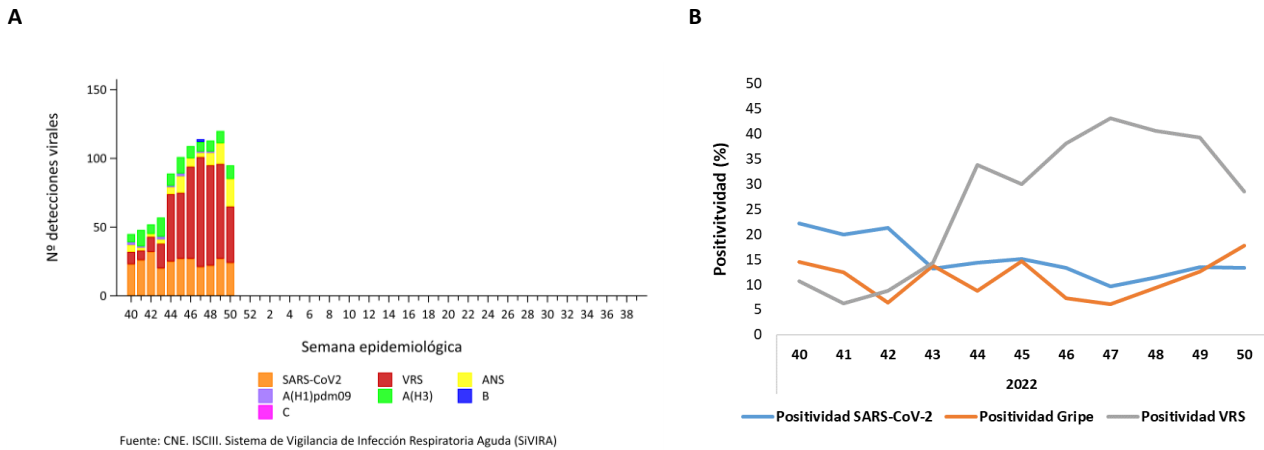 A
B
Nº detecciones virales
150
100
50
0
40 42 44 46 48 50 52 2 4 6 8 10 12 14 16 18 20 22 24 26 28 30 32 34 36 38
Semana epidemiológica
SARS-CoV2 VRS ANS
A(H1)pdm09 A(H3) B
C
Fuente: CNE. ISCIII. Sistema de Vigilancia de Infección Respiratoria Aguda (SiVIRA)
Positivitvidad (%)
50
45
40
35
30
25
20
15
10
5
0
40 41 42 43 44 45 46 47 48 49 50
2022
Positividad SARS-CoV-2 Positividad Gripe Positividad VRS